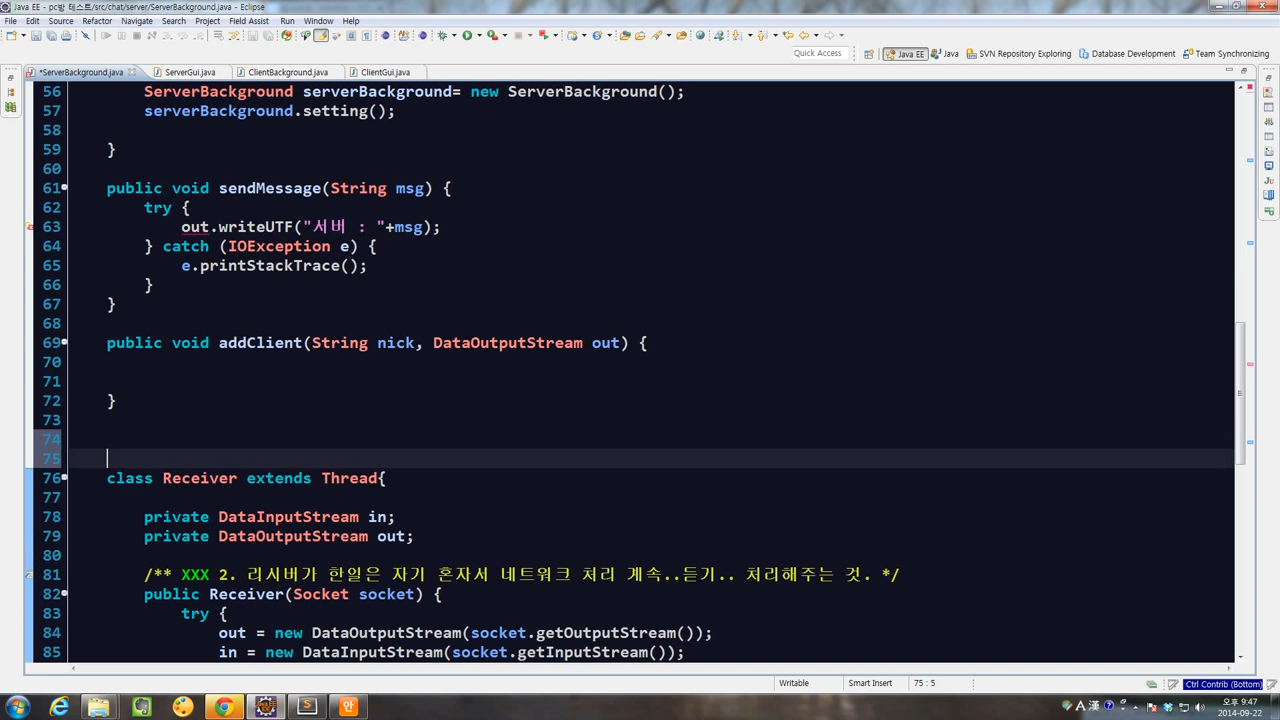 Java EE - pc방 테스트/src/chat/server/ServerBackground.java - Eclipse
File Edit Source Refactor Navigate Search Project Field Assist Run Window Help
Quick Access Java EE Java SVN Repository Exploring Database Development Team Synchronizing
*ServerBackground.java ServerGui.java ClientBackground.java ClientGui.java
56 ServerBackground serverBackground= new ServerBackground();
57 serverBackground.setting();
58
59 }
60
61 public void sendMessage(String msg) {
62 try {
63 out.writeUTF("서버 : "+msg);
64 } catch (IOException e) {
65 e.printStackTrace();
66 }
67 }
68
69 public void addClient(String nick, DataOutputStream out) {
70
71
72 }
73
74
75
76 class Receiver extends Thread{
77
78 private DataInputStream in;
79 private DataOutputStream out;
80
81 /** XXX 2. 리시버가 한일은 자기 혼자서 네트워크 처리 계속..듣기.. 처리해주는 것. */
82 public Receiver(Socket socket) {
83 try {
84 out = new DataOutputStream(socket.getOutputStream());
85 in = new DataInputStream(socket.getInputStream());
Writable Smart Insert 75 : 5 Ctrl Contrib (Bottom)
A 漢 오후 9:47
2014-09-22